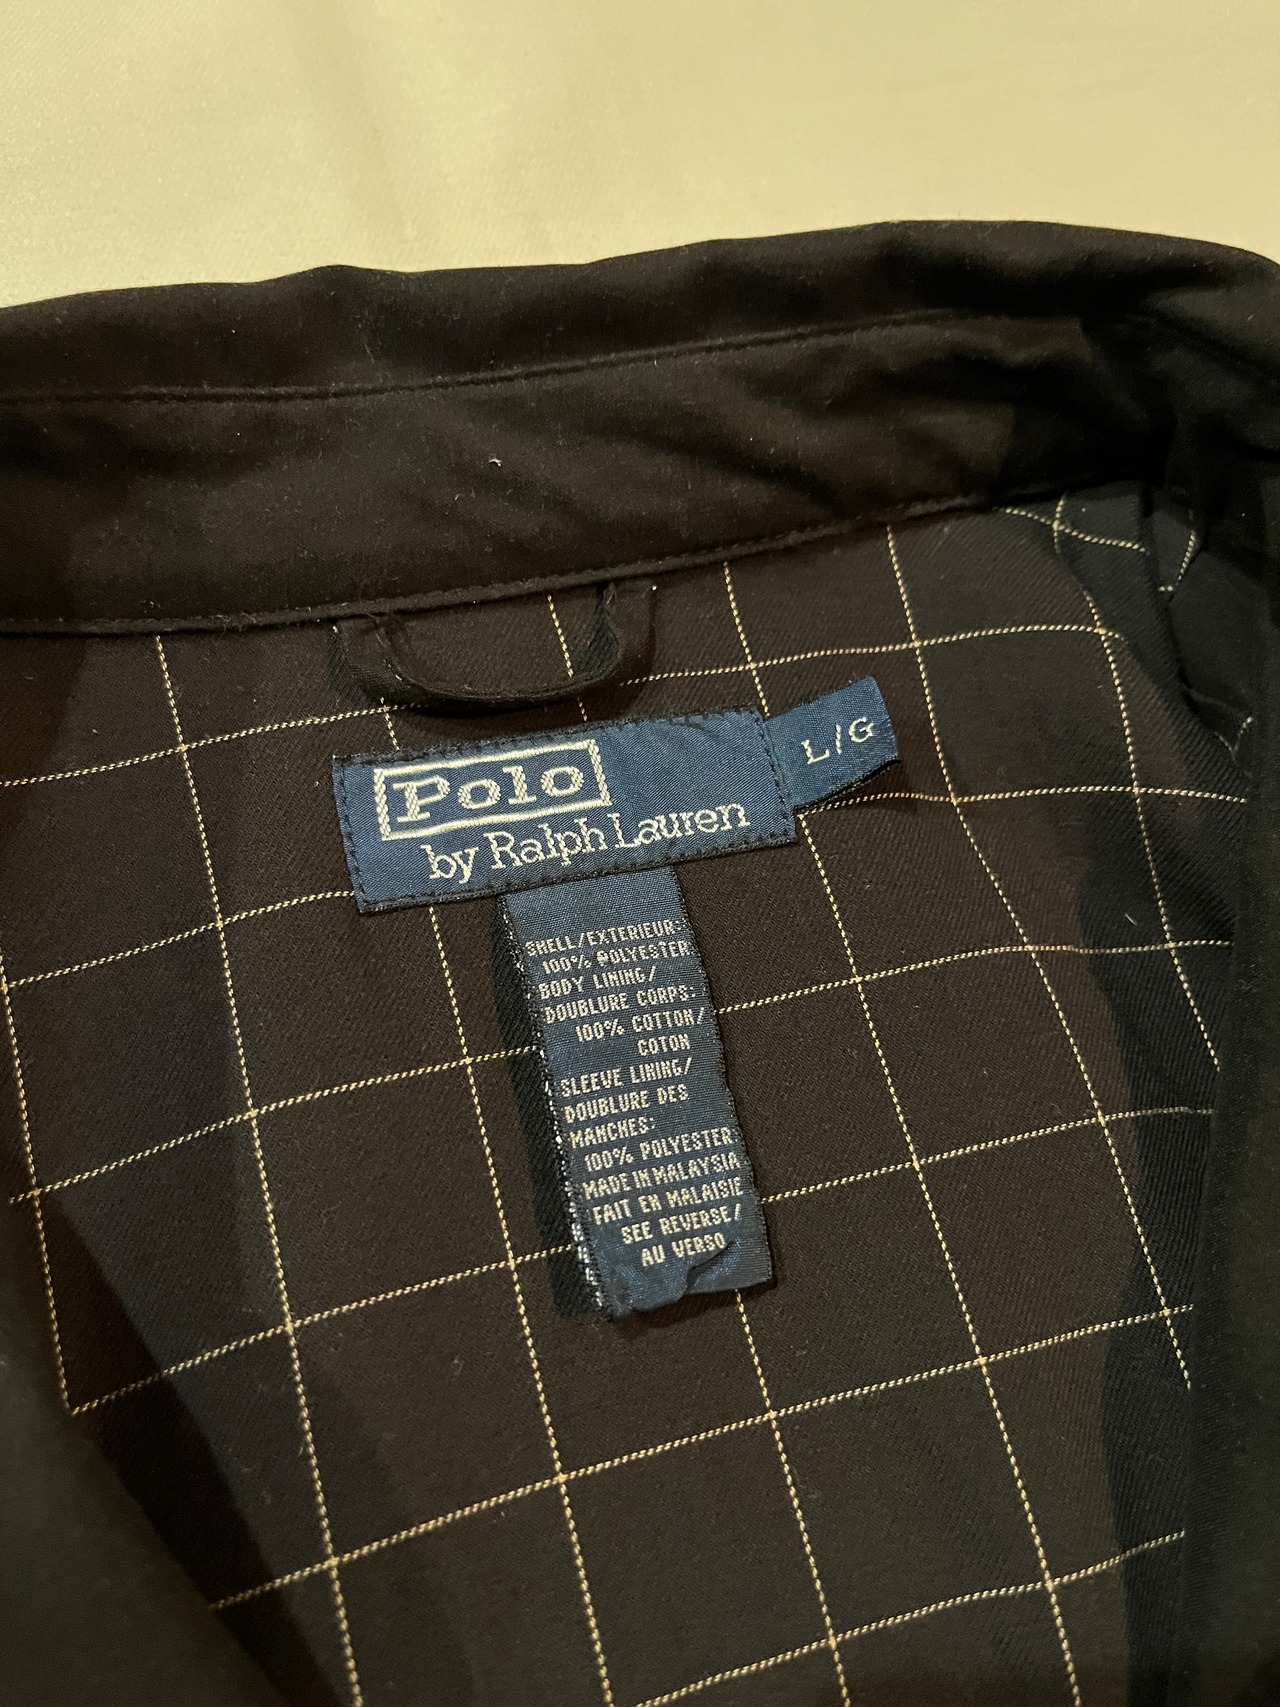 Polo
by Ralph Lauren
L/G
SHELL/EXTERIEUR:
100% POLYESTER
BODY LINING/
DOUBLURE CORPS:
100% COTTON/
COTON
SLEEVE LINING/
DOUBLURE DES
MANCHES:
100% POLYESTER
MADE IN MALAYSIA
FAIT EN MALAISIE
SEE REVERSE/
AU VERSO